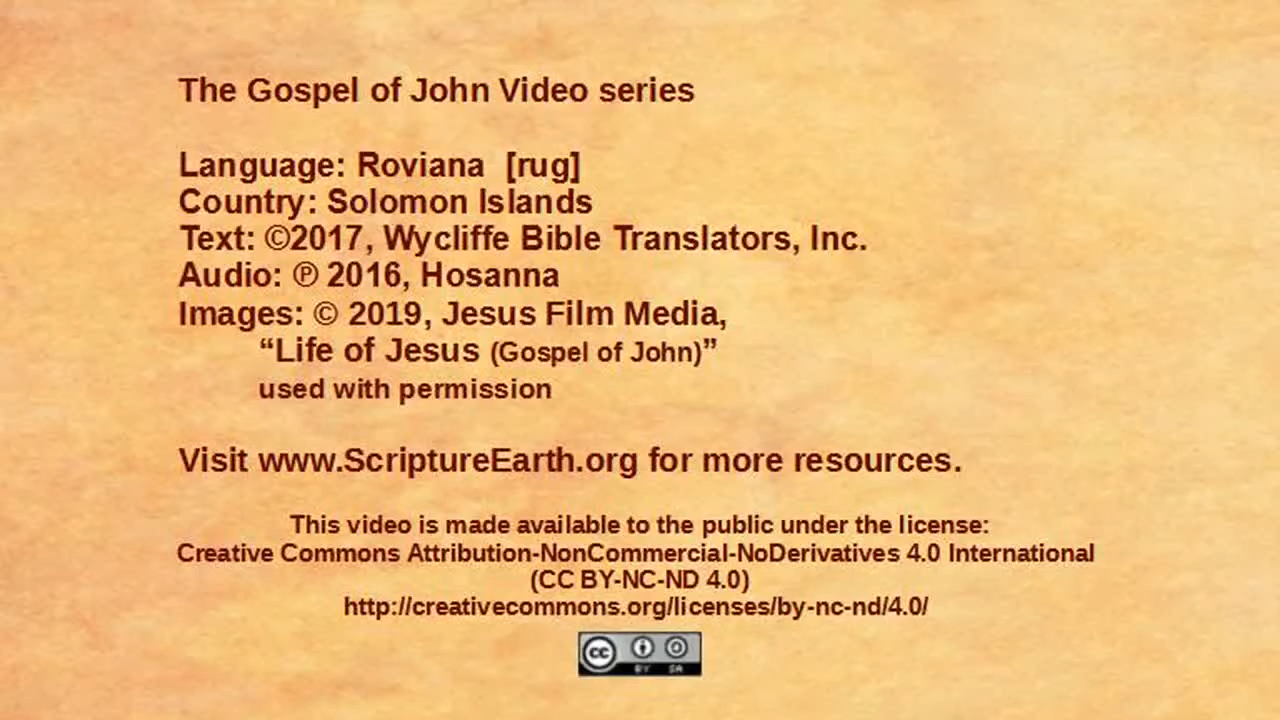 The Gospel of John Video series
Language: Roviana [rug]
Country: Solomon Islands
Text: ©2017, Wycliffe Bible Translators, Inc.
Audio: ℗ 2016, Hosanna
Images: © 2019, Jesus Film Media,
“Life of Jesus (Gospel of John)”
used with permission
Visit www.ScriptureEarth.org for more resources.
This video is made available to the public under the license:
Creative Commons Attribution-NonCommercial-NoDerivatives 4.0 International
(CC BY-NC-ND 4.0)
http://creativecommons.org/licenses/by-nc-nd/4.0/
cc
BY SA